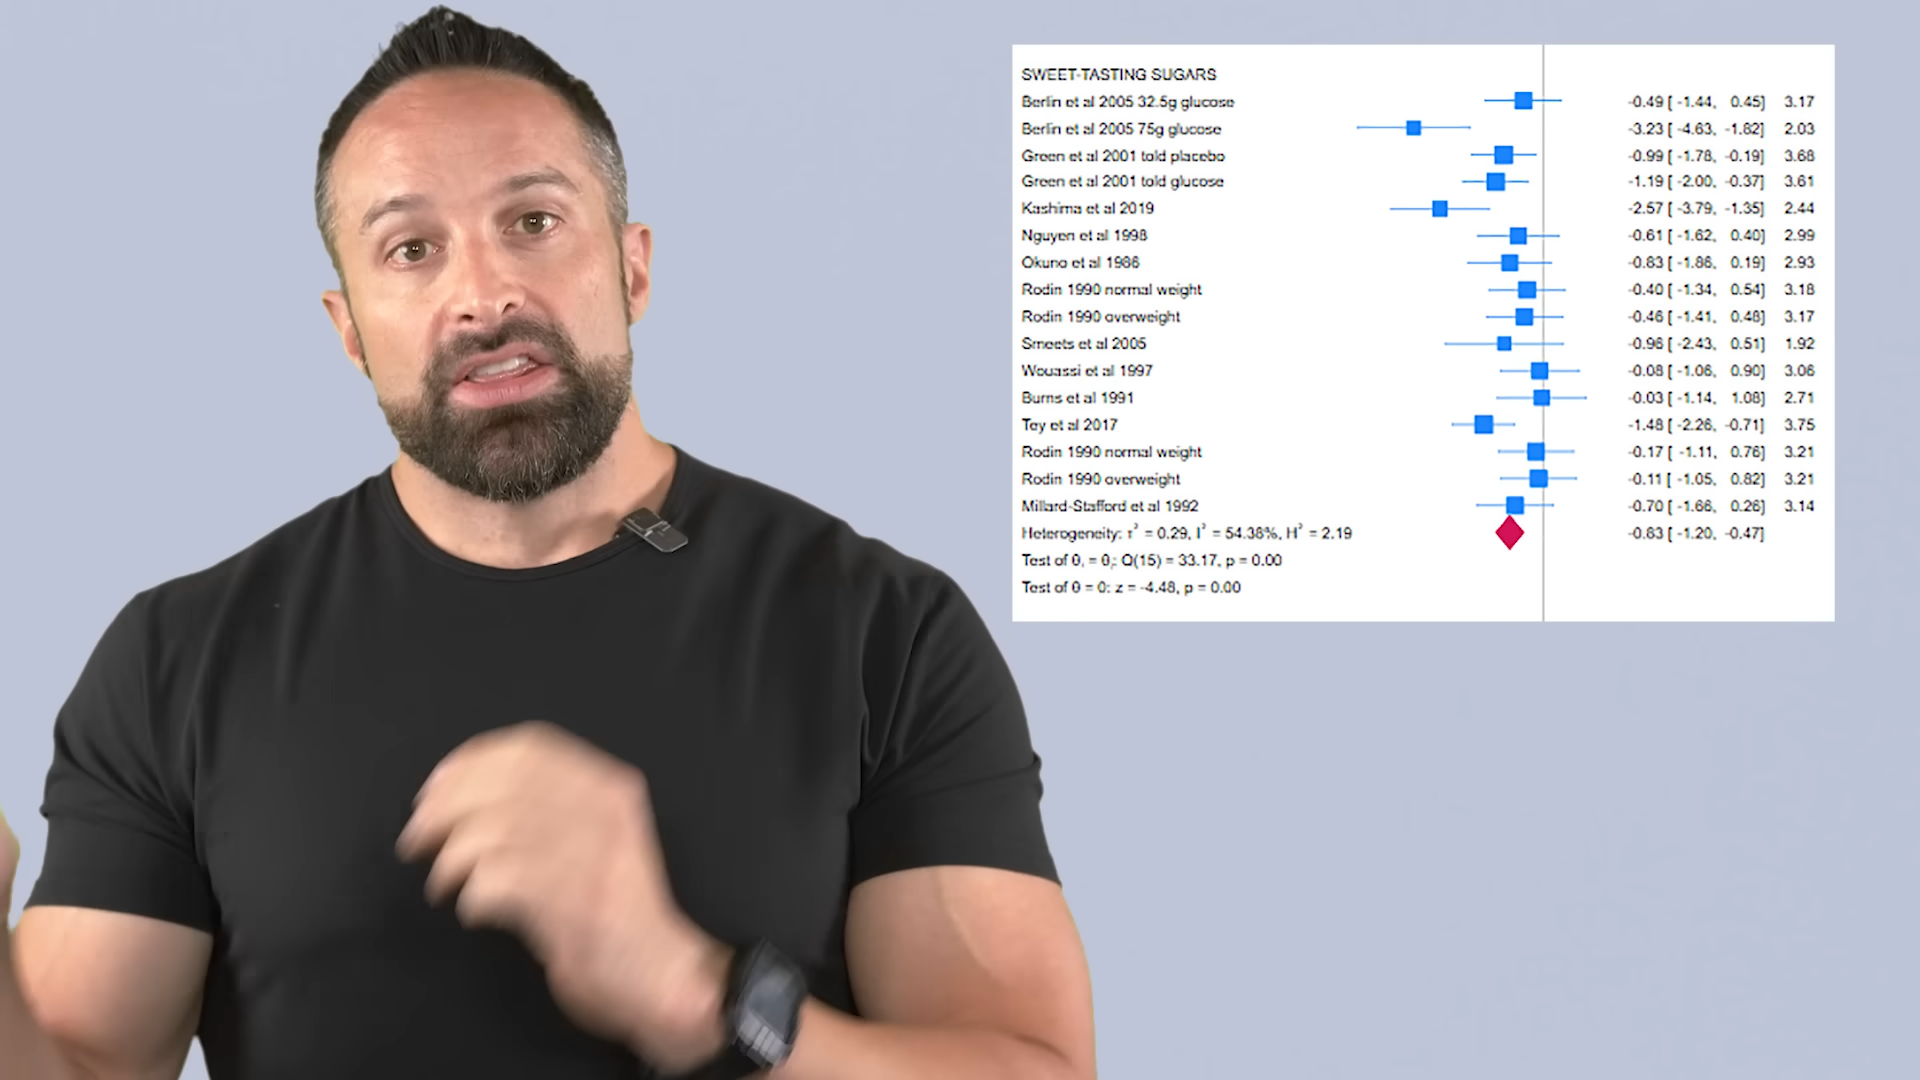 SWEET-TASTING SUGARS
Berlin et al 2005 32.5g glucose -0.49 [ -1.44, 0.45] 3.17
Berlin et al 2005 75g glucose -3.23 [ -4.63, -1.82] 2.03
Green et al 2001 told placebo -0.99 [ -1.78, -0.19] 3.68
Green et al 2001 told glucose -1.19 [ -2.00, -0.37] 3.61
Kashima et al 2019 -2.57 [ -3.79, -1.35] 2.44
Nguyen et al 1998 -0.61 [ -1.62, 0.40] 2.99
Okuno et al 1986 -0.83 [ -1.86, 0.19] 2.93
Rodin 1990 normal weight -0.40 [ -1.34, 0.54] 3.18
Rodin 1990 overweight -0.46 [ -1.41, 0.48] 3.17
Smeets et al 2005 -0.96 [ -2.43, 0.51] 1.92
Wouassi et al 1997 -0.08 [ -1.06, 0.90] 3.06
Burns et al 1991 -0.03 [ -1.14, 1.08] 2.71
Tey et al 2017 -1.48 [ -2.26, -0.71] 3.75
Rodin 1990 normal weight -0.17 [ -1.11, 0.76] 3.21
Rodin 1990 overweight -0.11 [ -1.05, 0.82] 3.21
Millard-Stafford et al 1992 -0.70 [ -1.66, 0.26] 3.14
Heterogeneity: τ² = 0.29, I² = 54.38%, H² = 2.19 -0.83 [ -1.20, -0.47]
Test of θᵢ = θⱼ: Q(15) = 33.17, p = 0.00
Test of θ = 0: z = -4.48, p = 0.00